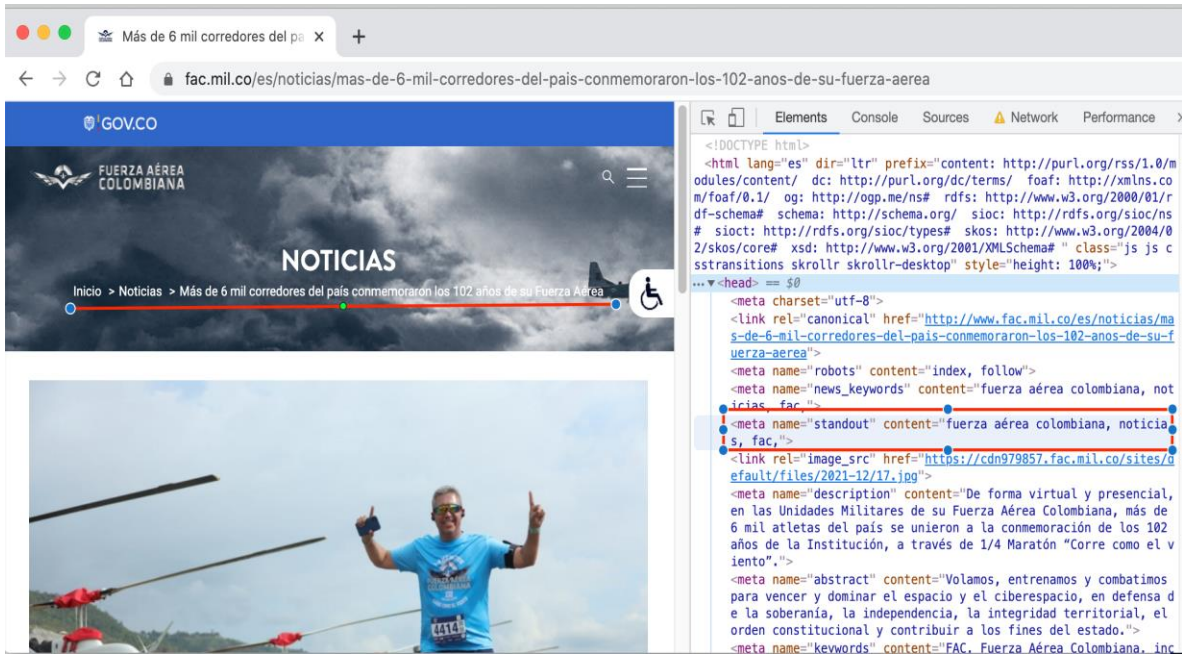 Más de 6 mil corredores del pa
fac.mil.co/es/noticias/mas-de-6-mil-corredores-del-pais-conmemoraron-los-102-anos-de-su-fuerza-aerea
GOV.CO
FUERZA AÉREA
COLOMBIANA
NOTICIAS
Inicio > Noticias > Más de 6 mil corredores del país conmemoraron los 102 años de su Fuerza Aérea
4414
Elements Console Sources Network Performance
<!DOCTYPE html>
<html lang="es" dir="ltr" prefix="content: http://purl.org/rss/1.0/m
odules/content/ dc: http://purl.org/dc/terms/ foaf: http://xmlns.co
m/foaf/0.1/ og: http://ogp.me/ns# rdfs: http://www.w3.org/2000/01/r
df-schema# schema: http://schema.org/ sioc: http://rdfs.org/sioc/ns
# sioct: http://rdfs.org/sioc/types# skos: http://www.w3.org/2004/0
2/skos/core# xsd: http://www.w3.org/2001/XMLSchema# " class="js js c
sstransitions skrollr skrollr-desktop" style="height: 100%;">
...▼<head> == $0
<meta charset="utf-8">
<link rel="canonical" href="http://www.fac.mil.co/es/noticias/ma
s-de-6-mil-corredores-del-pais-conmemoraron-los-102-anos-de-su-f
uerza-aerea">
<meta name="robots" content="index, follow">
<meta name="news_keywords" content="fuerza aérea colombiana, not
icias, fac,">
<meta name="standout" content="fuerza aérea colombiana, noticia
s, fac,">
<link rel="image_src" href="https://cdn979857.fac.mil.co/sites/d
efault/files/2021-12/17.jpg">
<meta name="description" content="De forma virtual y presencial,
en las Unidades Militares de su Fuerza Aérea Colombiana, más de
6 mil atletas del país se unieron a la conmemoración de los 102
años de la Institución, a través de 1/4 Maratón “Corre como el v
iento”.">
<meta name="abstract" content="Volamos, entrenamos y combatimos
para vencer y dominar el espacio y el ciberespacio, en defensa d
e la soberanía, la independencia, la integridad territorial, el
orden constitucional y contribuir a los fines del estado.">
<meta name="keywords" content="FAC, Fuerza Aérea Colombiana, inc